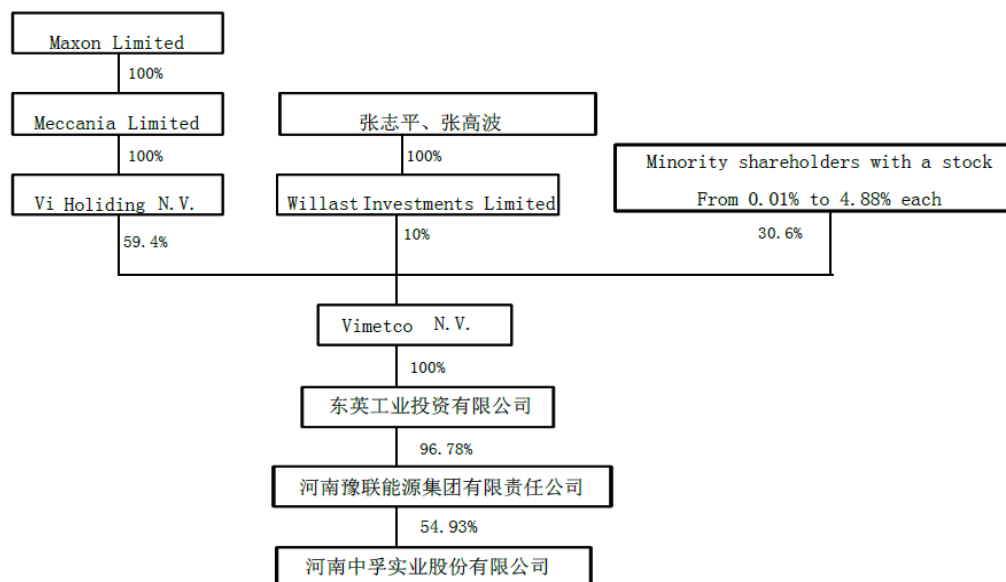 Maxon Limited
100%
Meccania Limited
张志平、张高波
100%
100%
Minority shareholders with a stock
From 0.01% to 4.88% each
Vi Holiding N.V.
Willast Investments Limited
59.4%
10%
30.6%
Vimetco N.V.
100%
东英工业投资有限公司
96.78%
河南豫联能源集团有限责任公司
54.93%
河南中孚实业股份有限公司